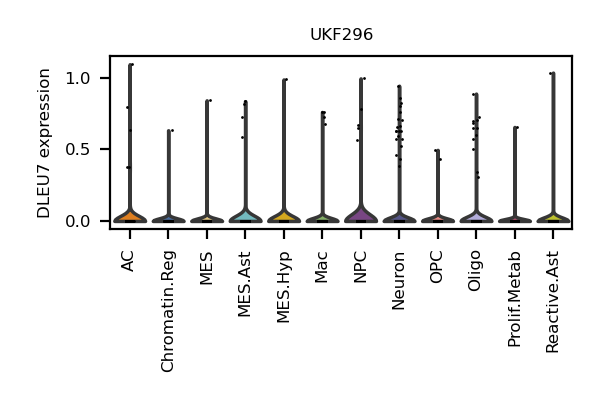 UKF296
DLEU7 expression
1.0
0.5
0.0
AC
Chromatin.Reg
MES
MES.Ast
MES.Hyp
Mac
NPC
Neuron
OPC
Oligo
Prolif.Metab
Reactive.Ast